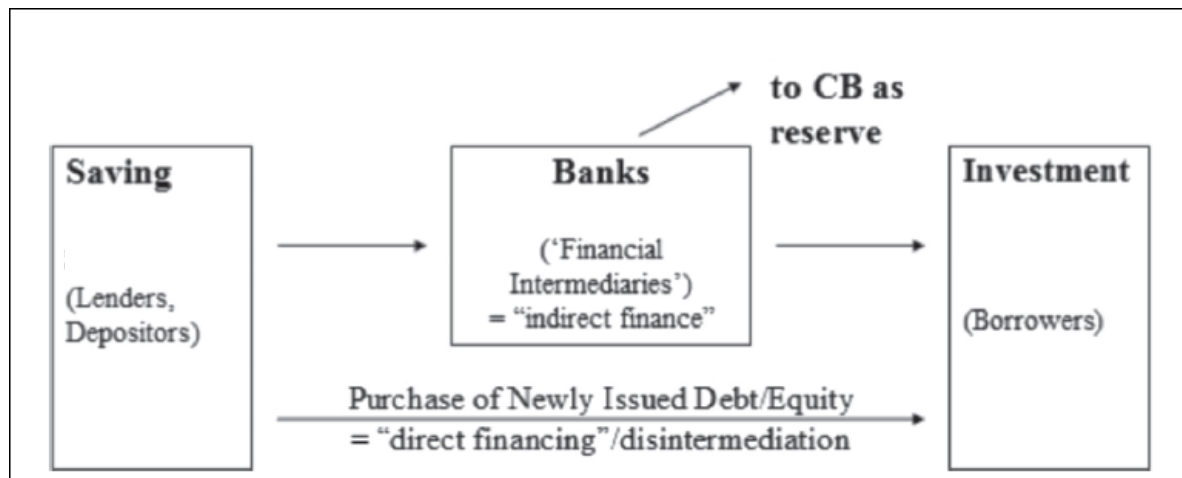 to CB as
reserve
Saving
(Lenders,
Depositors)
Banks
(‘Financial
Intermediaries’)
= “indirect finance”
Investment
(Borrowers)
Purchase of Newly Issued Debt/Equity
= “direct financing”/disintermediation